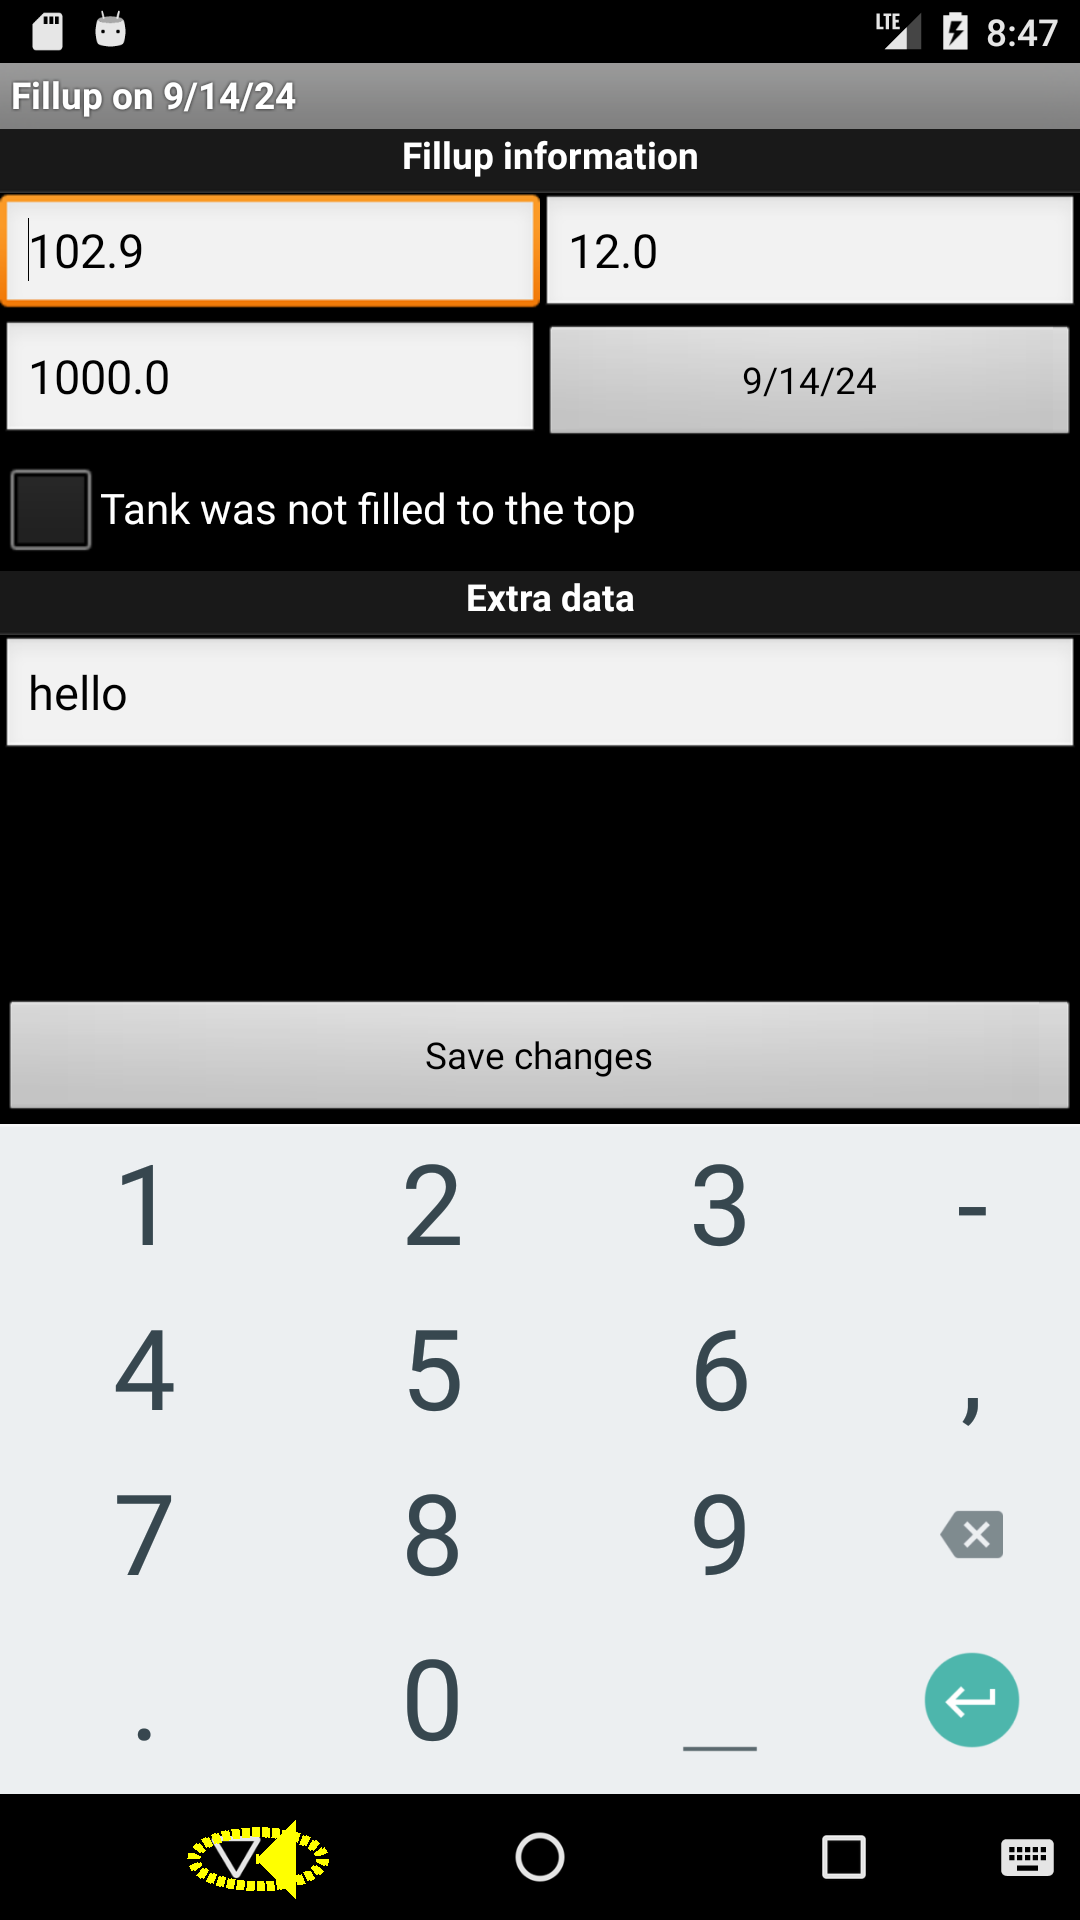 LTE 8:47
Fillup on 9/14/24
Fillup information
102.9 12.0
1000.0 9/14/24
Tank was not filled to the top
Extra data
hello
Save changes
1 2 3 -
4 5 6 ,
7 8 9
. 0